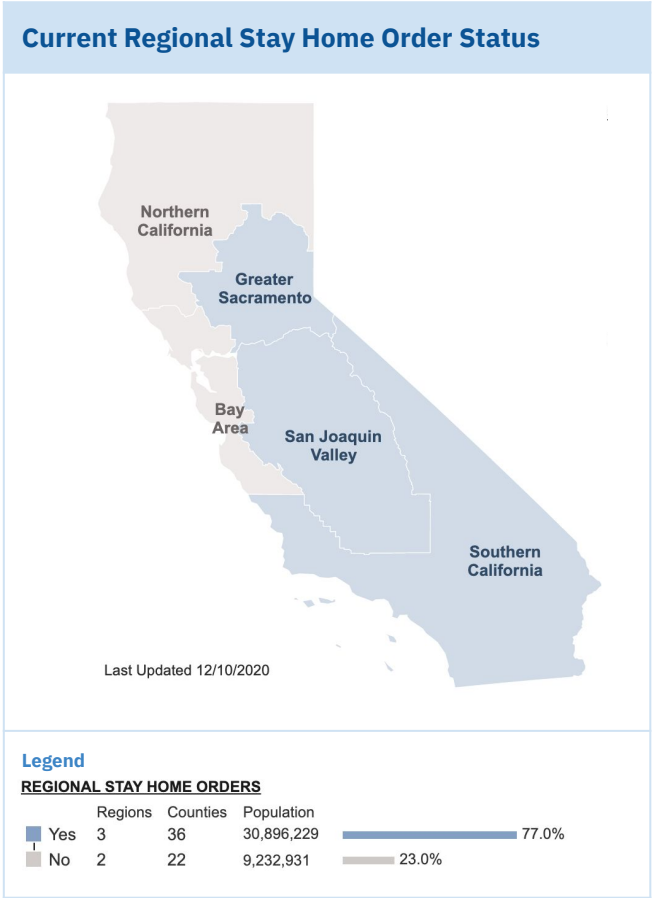 Current Regional Stay Home Order Status
Northern
California
Greater
Sacramento
Bay
Area
San Joaquin
Valley
Southern
California
Last Updated 12/10/2020
Legend
REGIONAL STAY HOME ORDERS
Regions Counties Population
Yes 3 36 30,896,229 77.0%
No 2 22 9,232,931 23.0%